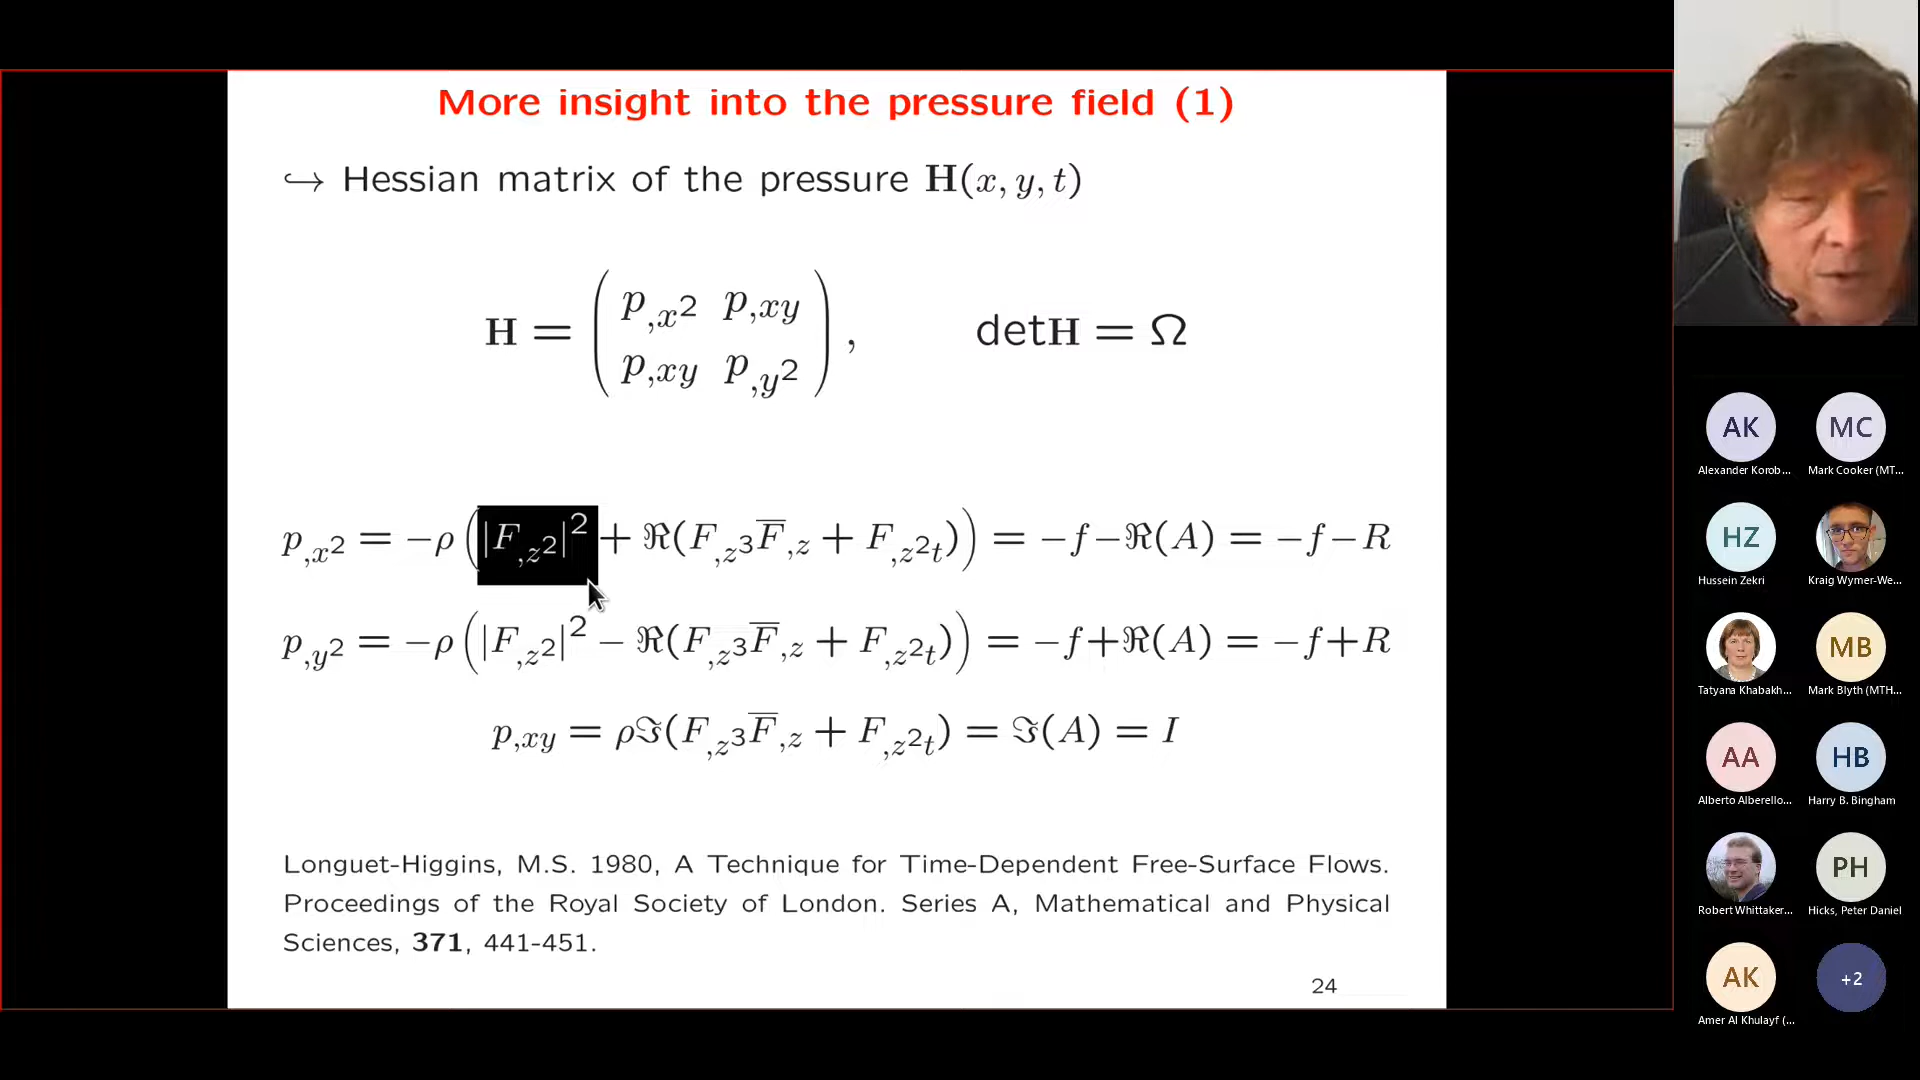 More insight into the pressure field (1)
↪ Hessian matrix of the pressure H(x, y, t)
H = ( p,x² p,xy
p,xy p,y² ) , detH = Ω
p,x² = −ρ(|F,z²|² + ℜ(F,z³F̅,z + F,z²t)) = −f−ℜ(A) = −f−R
p,y² = −ρ(|F,z²|² − ℜ(F,z³F̅,z + F,z²t)) = −f+ℜ(A) = −f+R
p,xy = ρℑ(F,z³F̅,z + F,z²t) = ℑ(A) = I
Longuet-Higgins, M.S. 1980, A Technique for Time-Dependent Free-Surface Flows.
Proceedings of the Royal Society of London. Series A, Mathematical and Physical
Sciences, 371, 441-451.
24
AK MC
Alexander Korob... Mark Cooker (MT...
HZ
Hussein Zekri Kraig Wymer-We...
MB
Tatyana Khabakh... Mark Blyth (MTH...
AA HB
Alberto Alberello... Harry B. Bingham
PH
Robert Whittaker... Hicks, Peter Daniel
AK +2
Amer Al Khulayf (...